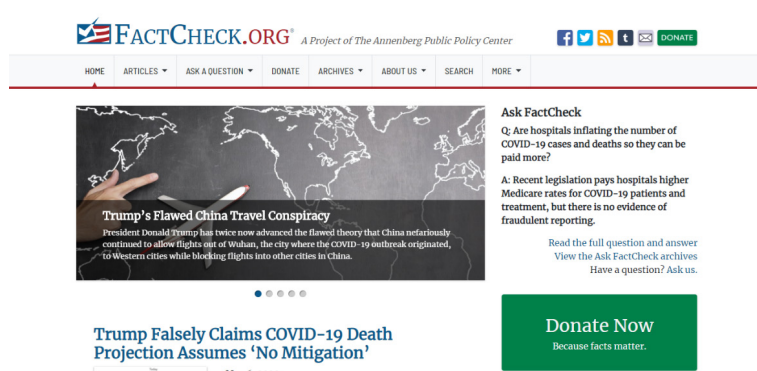 FACTCHECK.ORG® A Project of The Annenberg Public Policy Center
f t DONATE
HOME ARTICLES ASK A QUESTION DONATE ARCHIVES ABOUT US SEARCH MORE
Trump's Flawed China Travel Conspiracy
President Donald Trump has twice now advanced the flawed theory that China nefariously
continued to allow flights out of Wuhan, the city where the COVID-19 outbreak originated,
to Western cities while blocking flights into other cities in China.
Trump Falsely Claims COVID-19 Death
Projection Assumes ‘No Mitigation’
Ask FactCheck
Q: Are hospitals inflating the number of
COVID-19 cases and deaths so they can be
paid more?
A: Recent legislation pays hospitals higher
Medicare rates for COVID-19 patients and
treatment, but there is no evidence of
fraudulent reporting.
Read the full question and answer
View the Ask FactCheck archives
Have a question? Ask us.
Donate Now
Because facts matter.